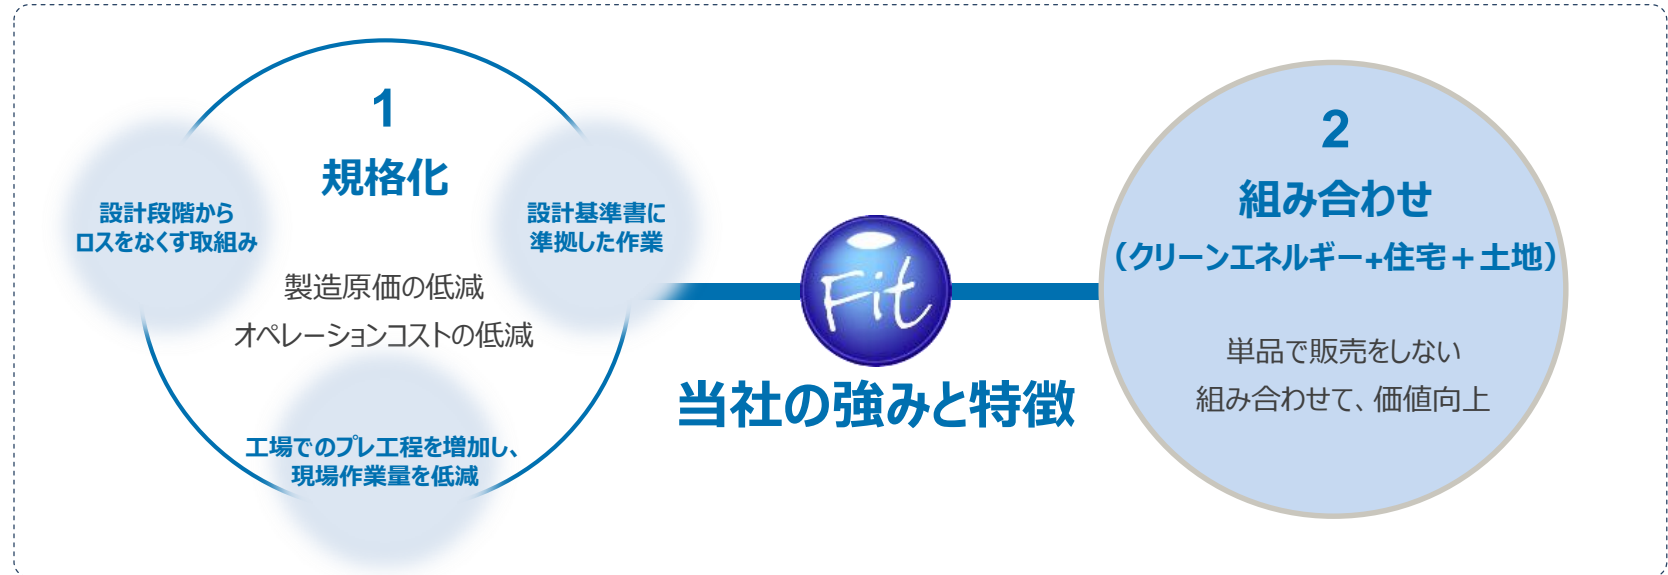 1
規格化
設計段階から
ロスをなくす取組み
設計基準書に
準拠した作業
製造原価の低減
オペレーションコストの低減
工場でのプレ工程を増加し、
現場作業量を低減
Fit
当社の強みと特徴
2
組み合わせ
（クリーンエネルギー+住宅＋土地）
単品で販売をしない
組み合わせて、価値向上